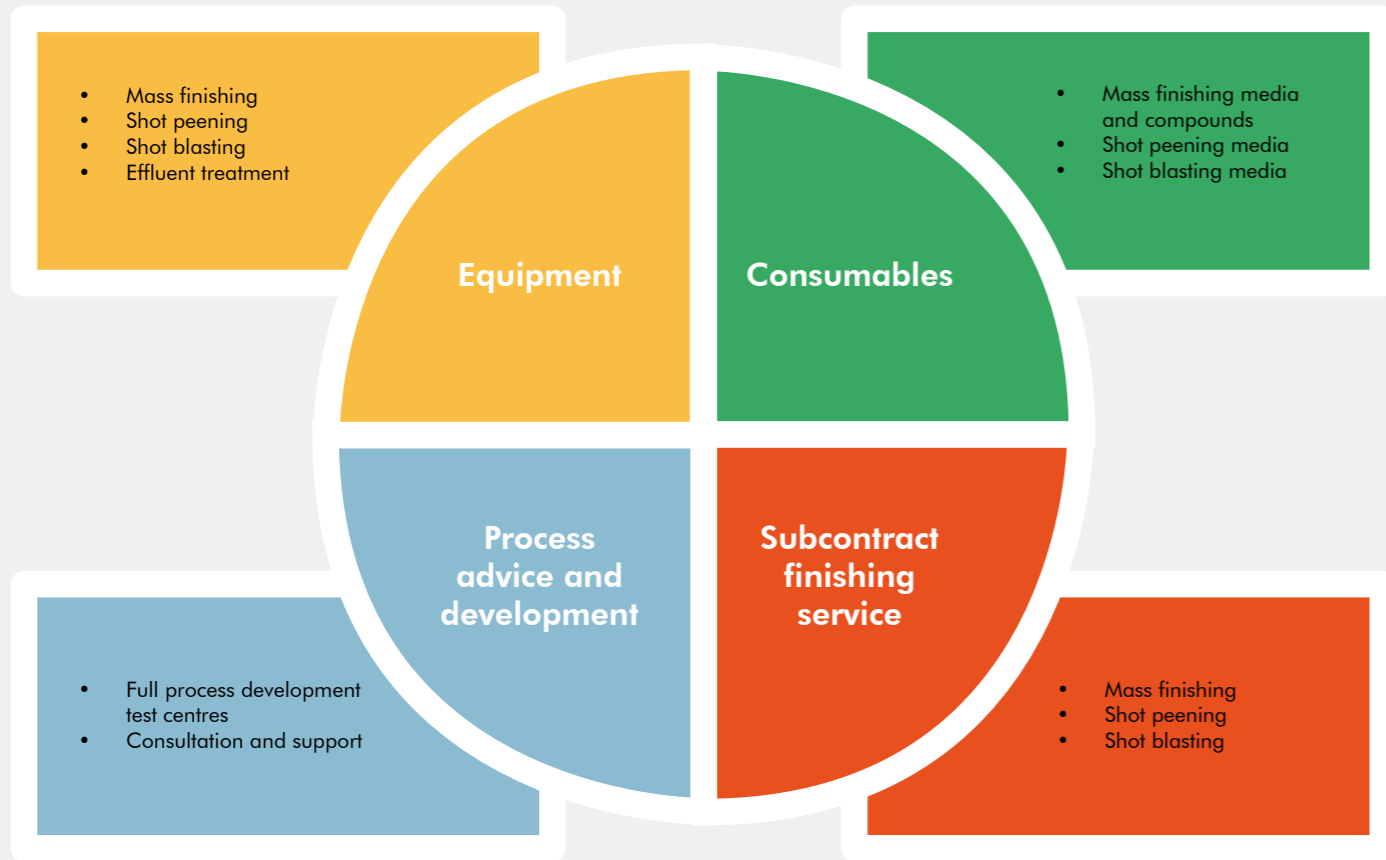 • Mass finishing
• Shot peening
• Shot blasting
• Effluent treatment
Equipment
• Mass finishing media
and compounds
• Shot peening media
• Shot blasting media
Consumables
Process
advice and
development
• Full process development
test centres
• Consultation and support
Subcontract
finishing
service
• Mass finishing
• Shot peening
• Shot blasting